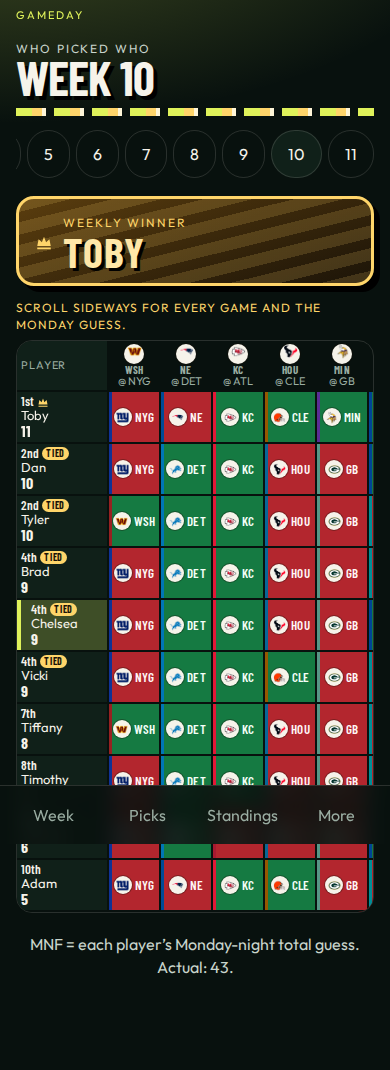 GAMEDAY
WHO PICKED WHO
WEEK 10
5 6 7 8 9 10 11
WEEKLY WINNER
TOBY
SCROLL SIDEWAYS FOR EVERY GAME AND THE
MONDAY GUESS.
PLAYER WSH @NYG NE @DET KC @ATL HOU @CLE MIN @GB
1st
Toby NYG NE KC CLE MIN
11
2nd TIED
Dan NYG DET KC HOU GB
10
2nd TIED
Tyler WSH DET KC HOU GB
10
4th TIED
Brad NYG DET KC HOU GB
9
4th TIED
Chelsea NYG DET KC HOU GB
9
4th TIED
Vicki NYG DET KC CLE GB
9
7th
Tiffany WSH DET KC HOU GB
8
8th
Timothy NYG DET KC HOU GB
Week Picks Standings More
6
10th
Adam NYG NE KC CLE GB
5
MNF = each player's Monday-night total guess.
Actual: 43.